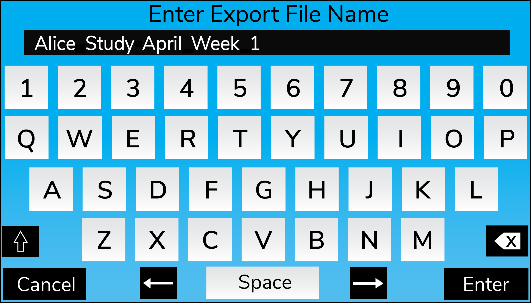 Enter Export File Name
Alice Study April Week 1
1 2 3 4 5 6 7 8 9 0
Q W E R T Y U I O P
A S D F G H J K L
Z X C V B N M
Cancel Space Enter